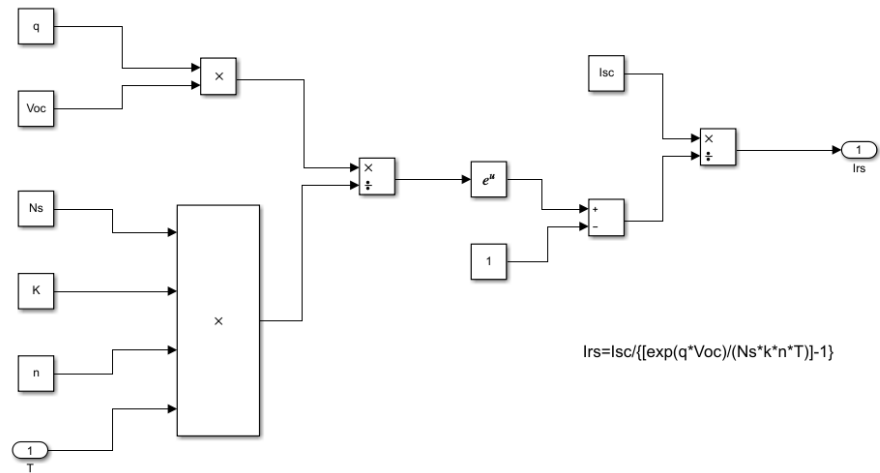 q
Voc
×
Isc
×
÷
1
Irs
×
÷
e^u
+
−
1
Ns
K
n
×
1
T
Irs=Isc/{[exp(q*Voc)/(Ns*k*n*T)]-1}